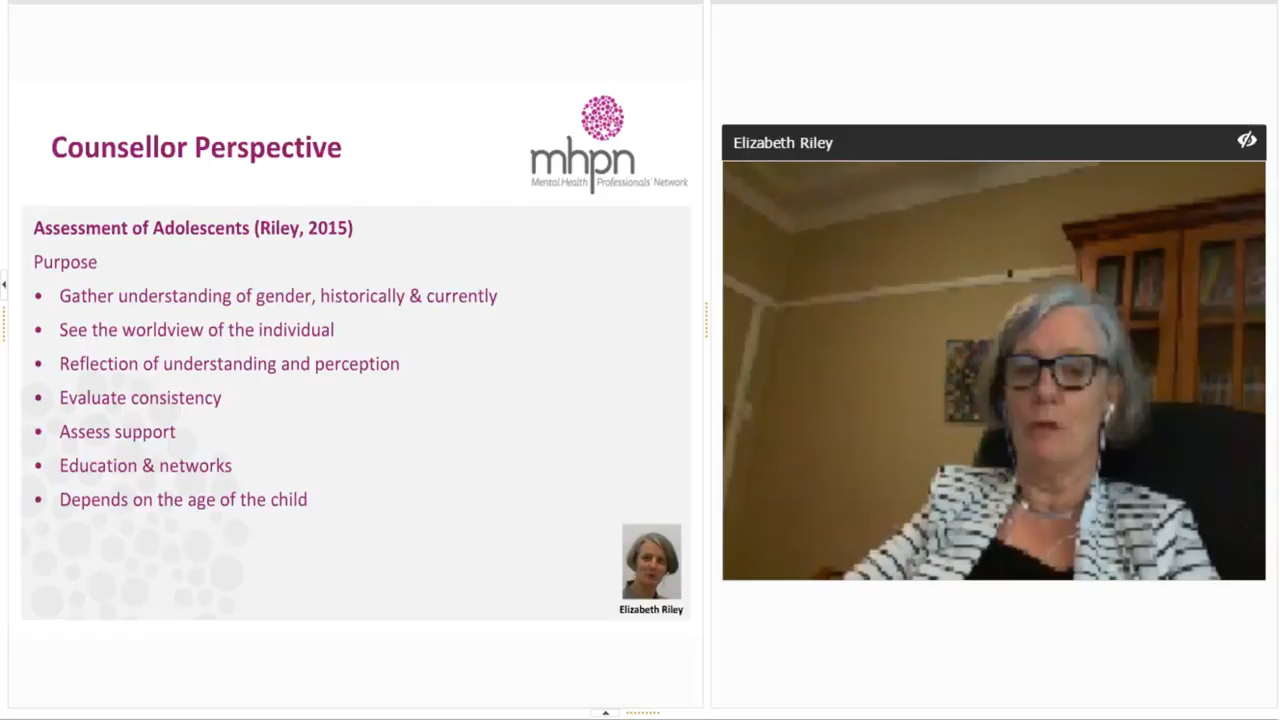 Counsellor Perspective
mhpn
Mental Health Professionals' Network
Assessment of Adolescents (Riley, 2015)
Purpose
• Gather understanding of gender, historically & currently
• See the worldview of the individual
• Reflection of understanding and perception
• Evaluate consistency
• Assess support
• Education & networks
• Depends on the age of the child
Elizabeth Riley
Elizabeth Riley